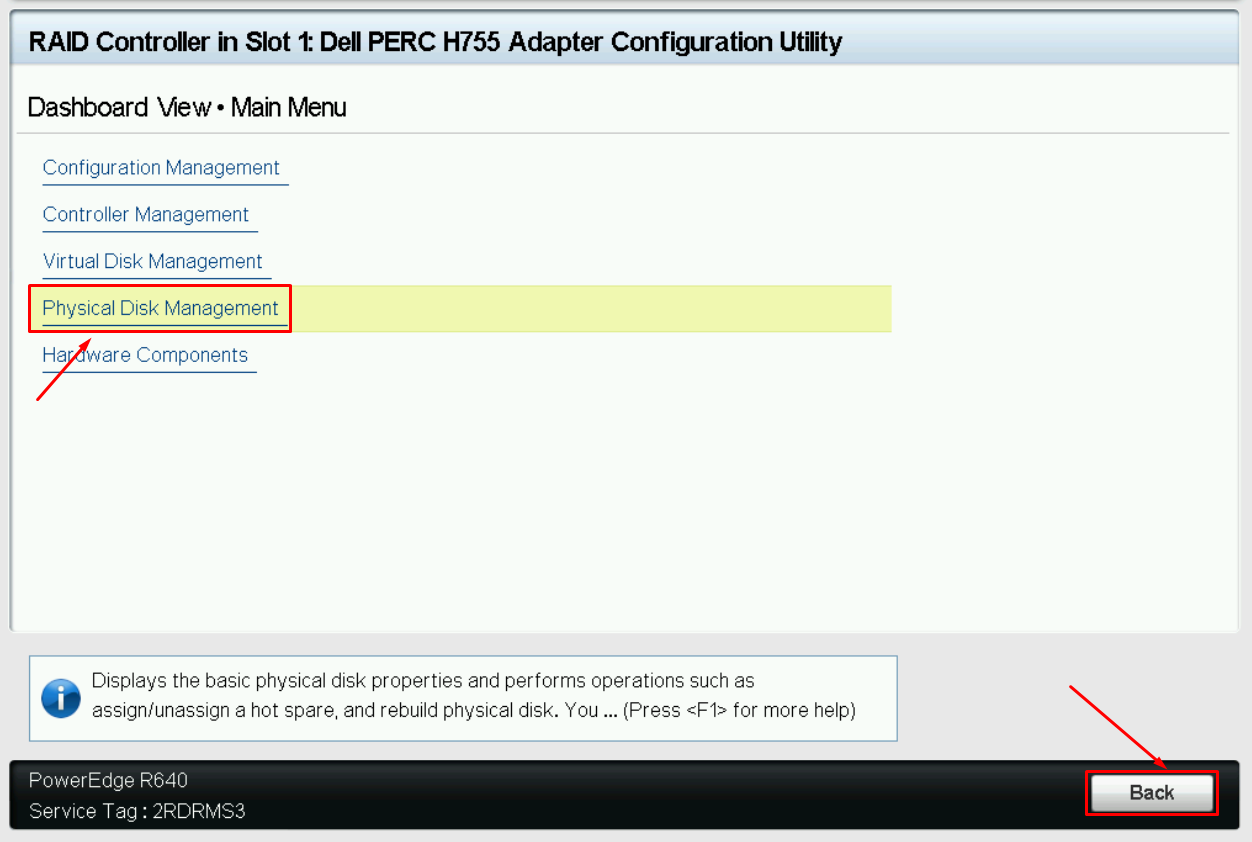 RAID Controller in Slot 1: Dell PERC H755 Adapter Configuration Utility
Dashboard View • Main Menu
Configuration Management
Controller Management
Virtual Disk Management
Physical Disk Management
Hardware Components
Displays the basic physical disk properties and performs operations such as
assign/unassign a hot spare, and rebuild physical disk. You ... (Press <F1> for more help)
PowerEdge R640
Service Tag : 2RDRMS3
Back